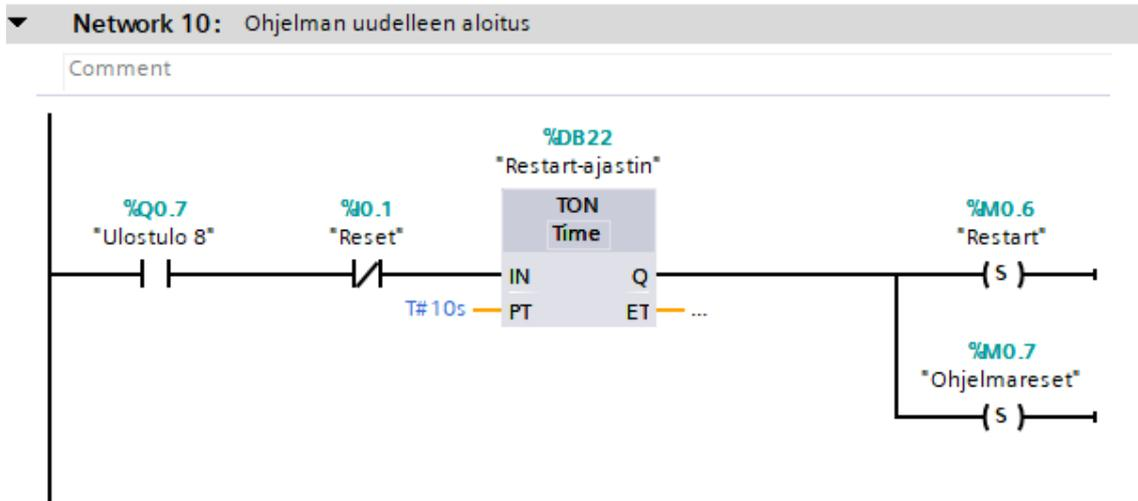 Network 10: Ohjelman uudelleen aloitus
Comment
%DB22
"Restart-ajastin"
%Q0.7
"Ulostulo 8"
%I0.1
"Reset"
TON
Time
%M0.6
"Restart"
( S )
IN
Q
T#10s
PT
ET
...
%M0.7
"Ohjelmareset"
( S )